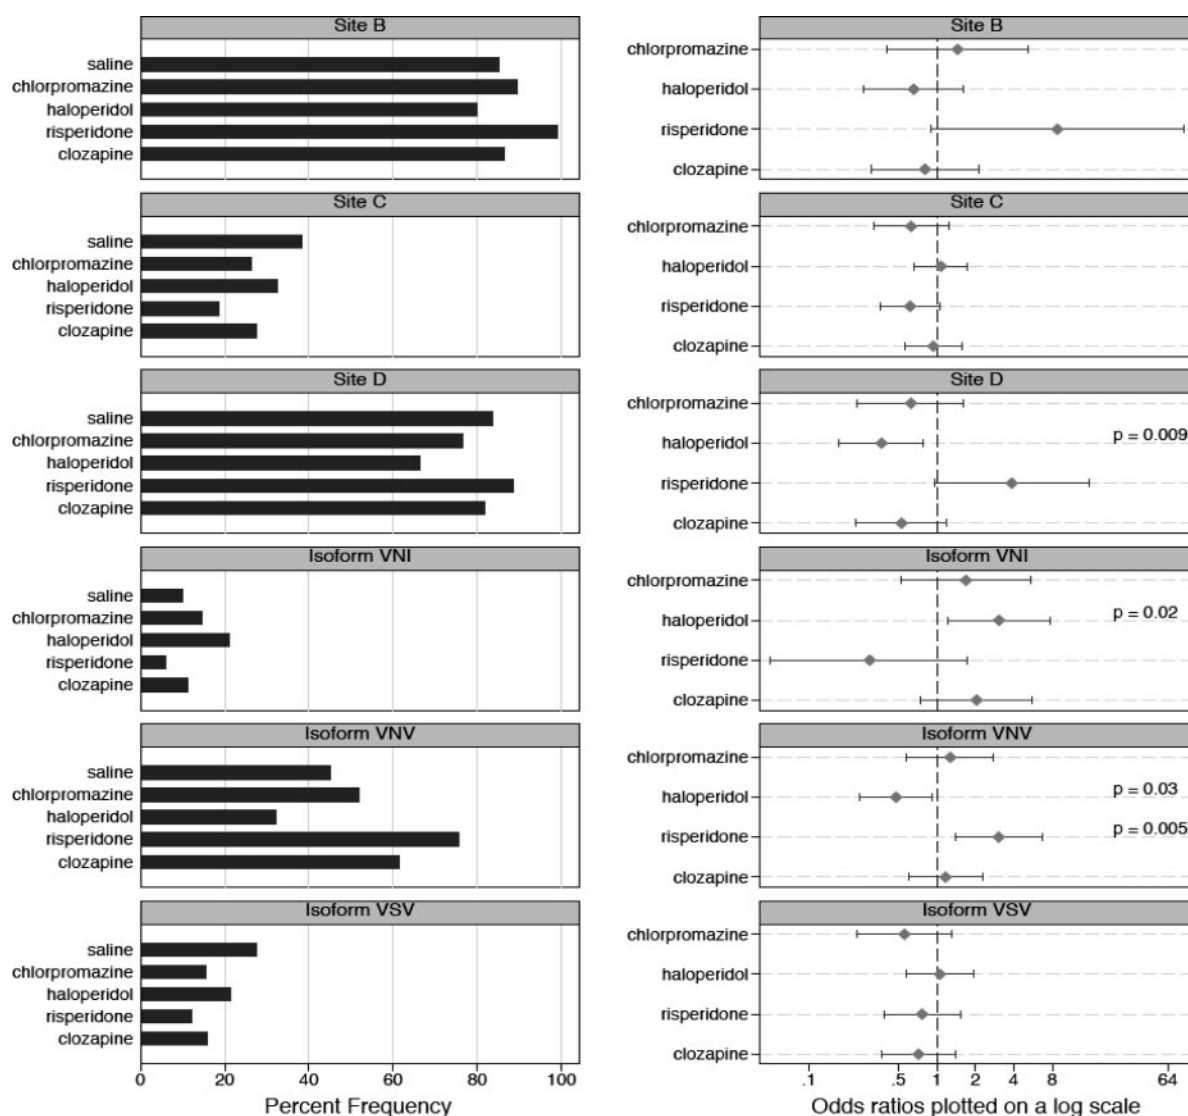 Site B
saline
chlorpromazine
haloperidol
risperidone
clozapine
Site C
saline
chlorpromazine
haloperidol
risperidone
clozapine
Site D
saline
chlorpromazine
haloperidol
risperidone
clozapine
Isoform VNI
saline
chlorpromazine
haloperidol
risperidone
clozapine
Isoform VNV
saline
chlorpromazine
haloperidol
risperidone
clozapine
Isoform VSV
saline
chlorpromazine
haloperidol
risperidone
clozapine
0 20 40 60 80 100
Percent Frequency
Site B
chlorpromazine
haloperidol
risperidone
clozapine
Site C
chlorpromazine
haloperidol
risperidone
clozapine
Site D
chlorpromazine
haloperidol p = 0.009
risperidone
clozapine
Isoform VNI
chlorpromazine
haloperidol p = 0.02
risperidone
clozapine
Isoform VNV
chlorpromazine
haloperidol p = 0.03
risperidone p = 0.005
clozapine
Isoform VSV
chlorpromazine
haloperidol
risperidone
clozapine
.1 .5 1 2 4 8 64
Odds ratios plotted on a log scale